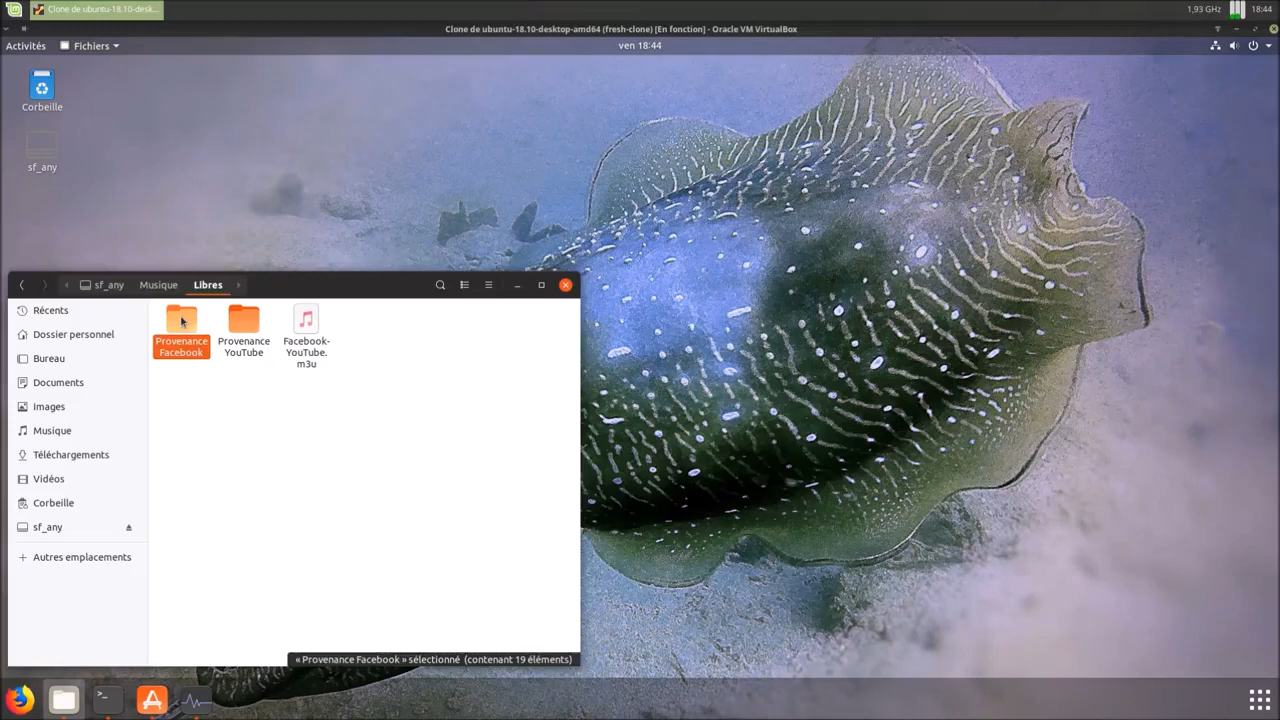 Clone de ubuntu-18.10-desk...
1,93 GHz
18:44
Clone de ubuntu-18.10-desktop-amd64 (fresh-clone) [En fonction] - Oracle VM VirtualBox
Activités
Fichiers
ven 18:44
Corbeille
sf_any
sf_any
Musique
Libres
Récents
Dossier personnel
Bureau
Documents
Images
Musique
Téléchargements
Vidéos
Corbeille
sf_any
Autres emplacements
Provenance
Facebook
Provenance
YouTube
Facebook-
YouTube.
m3u
« Provenance Facebook » sélectionné (contenant 19 éléments)